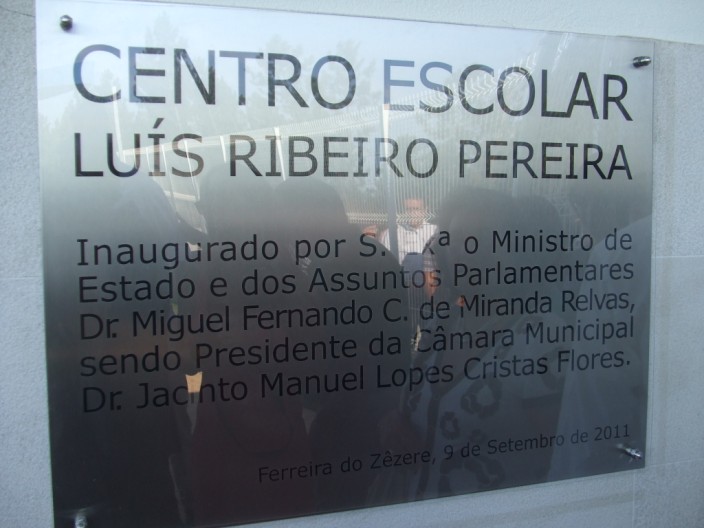 CENTRO ESCOLAR
LUÍS RIBEIRO PEREIRA
Inaugurado por S. Exª o Ministro de
Estado e dos Assuntos Parlamentares
Dr. Miguel Fernando C. de Miranda Relvas,
sendo Presidente da Câmara Municipal
Dr. Jacinto Manuel Lopes Cristas Flores.
Ferreira do Zêzere, 9 de Setembro de 2011